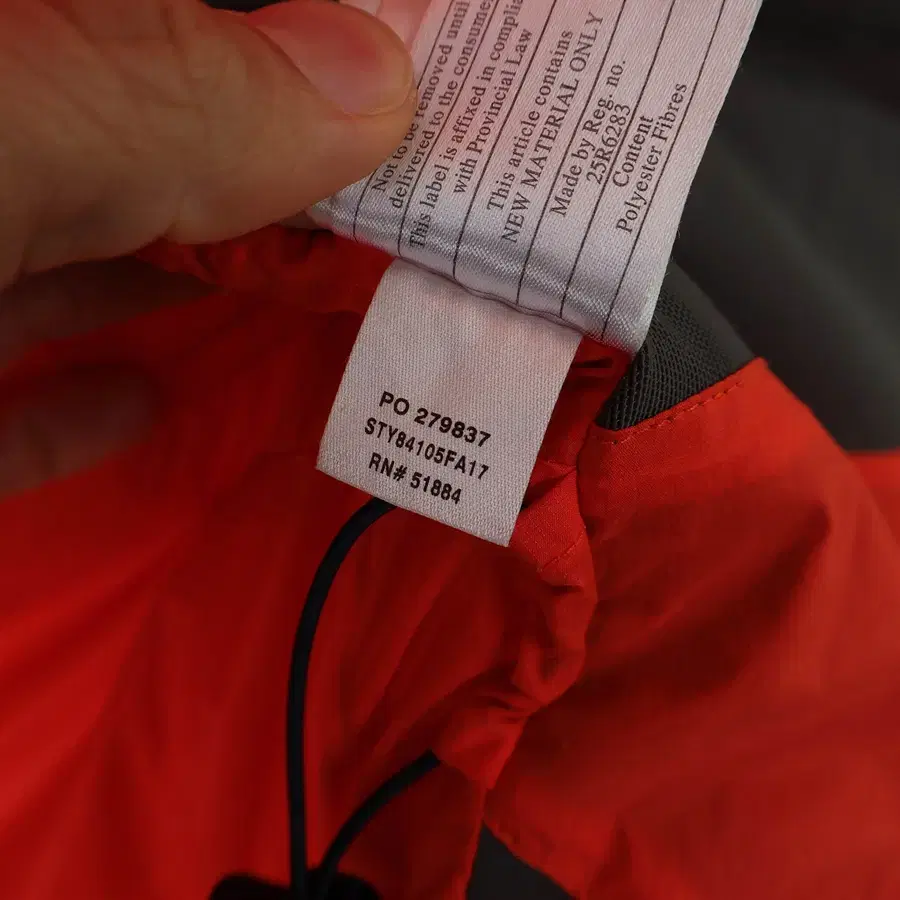 Not to be removed until
delivered to the consumer
This label is affixed in complia
with Provincial Law
This article contains
NEW MATERIAL ONLY
Made by Reg. no.
25R6283
Content
Polyester Fibres
PO 279837
STY84105FA17
RN# 51884